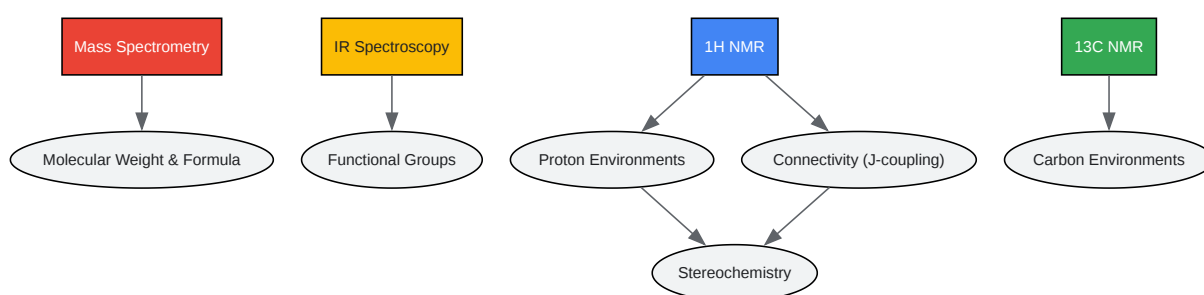 Mass Spectrometry
IR Spectroscopy
1H NMR
13C NMR
Molecular Weight & Formula
Functional Groups
Proton Environments
Connectivity (J-coupling)
Carbon Environments
Stereochemistry